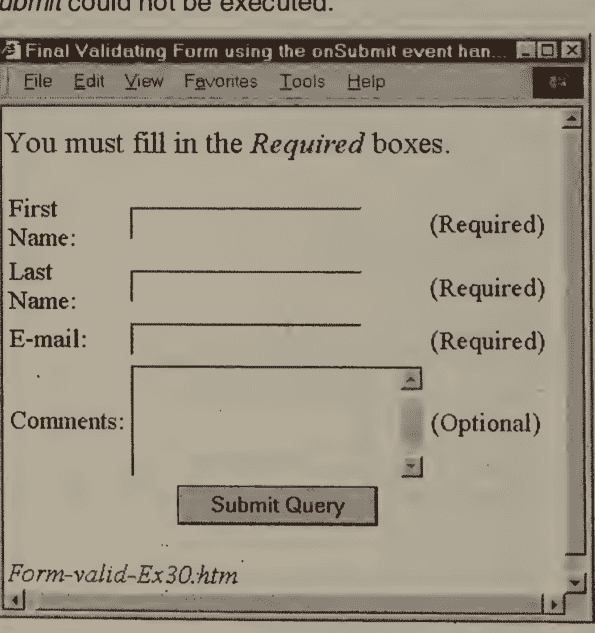 ubmit could not be executed.
Final Validating Form using the onSubmit event han...
File Edit View Favorites Tools Help
You must fill in the Required boxes.
First
Name:
(Required)
Last
Name:
(Required)
E-mail:
(Required)
Comments:
(Optional)
Submit Query
Form-valid-Ex30.htm